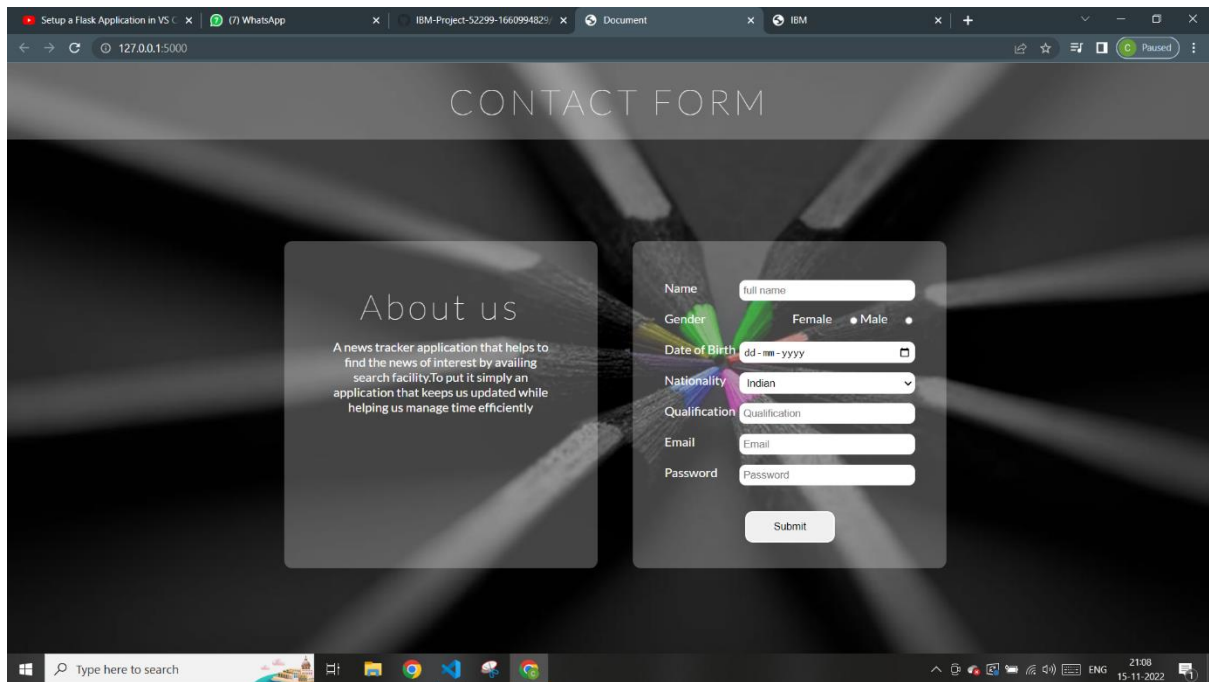 Setup a Flask Application in VS C
(7) WhatsApp
IBM-Project-52299-1660994829/
Document
IBM
127.0.0.1:5000
C Paused
CONTACT FORM
About us
A news tracker application that helps to
find the news of interest by availing
search facility.To put it simply an
application that keeps us updated while
helping us manage time efficiently
Name full name
Gender Female Male
Date of Birth dd-mm-yyyy
Nationality Indian
Qualification Qualification
Email Email
Password Password
Submit
Type here to search
ENG
21:08
15-11-2022
1